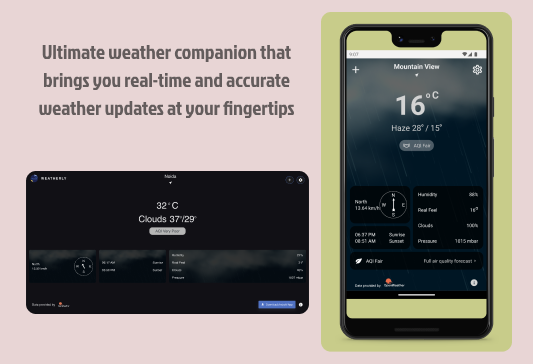 Ultimate weather companion that
brings you real-time and accurate
weather updates at your fingertips
WEATHERLY
Noida
32°C
Clouds 37°/29°
AQI Very Poor
North
Sunrise
Sunset
Humidity
Real Feel
Clouds
Pressure
Data provided by
9:07
Mountain View
16°C
Haze 28°/ 15°
AQI Fair
North
13.64 km/h
N
W E
S
06:37 PM Sunrise
08:51 AM Sunset
Humidity 88%
Real Feel 16°
Clouds 100%
Pressure 1015 mbar
AQI Fair Full air quality forecast
Data provided by OpenWeather